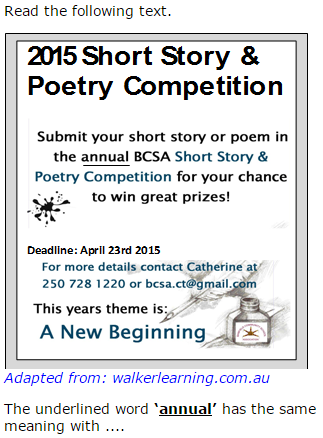 Read the following text.
2015 Short Story &
Poetry Competition
Submit your short story or poem in
the annual BCSA Short Story &
Poetry Competition for your chance
to win great prizes!
Deadline: April 23rd 2015
For more details contact Catherine at
250 728 1220 or bcsa.ct@gmail.com
This years theme is:
A New Beginning
Adapted from: walkerlearning.com.au
The underlined word ‘annual’ has the same
meaning with ....